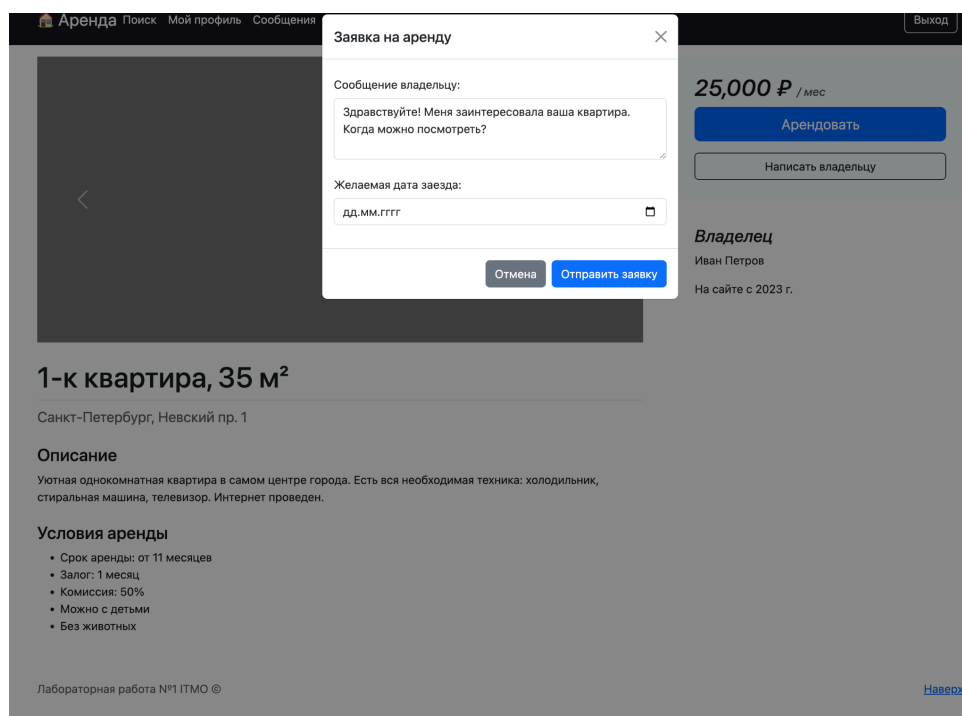 Аренда Поиск Мой профиль Сообщения
Выход
Заявка на аренду
Сообщение владельцу:
Здравствуйте! Меня заинтересовала ваша квартира.
Когда можно посмотреть?
Желаемая дата заезда:
дд.мм.гггг
Отмена Отправить заявку
25,000 ₽ / мес
Арендовать
Написать владельцу
Владелец
Иван Петров
На сайте с 2023 г.
1-к квартира, 35 м²
Санкт-Петербург, Невский пр. 1
Описание
Уютная однокомнатная квартира в самом центре города. Есть вся необходимая техника: холодильник,
стиральная машина, телевизор. Интернет проведен.
Условия аренды
• Срок аренды: от 11 месяцев
• Залог: 1 месяц
• Комиссия: 50%
• Можно с детьми
• Без животных
Лабораторная работа №1 ITMO ©
Наверх